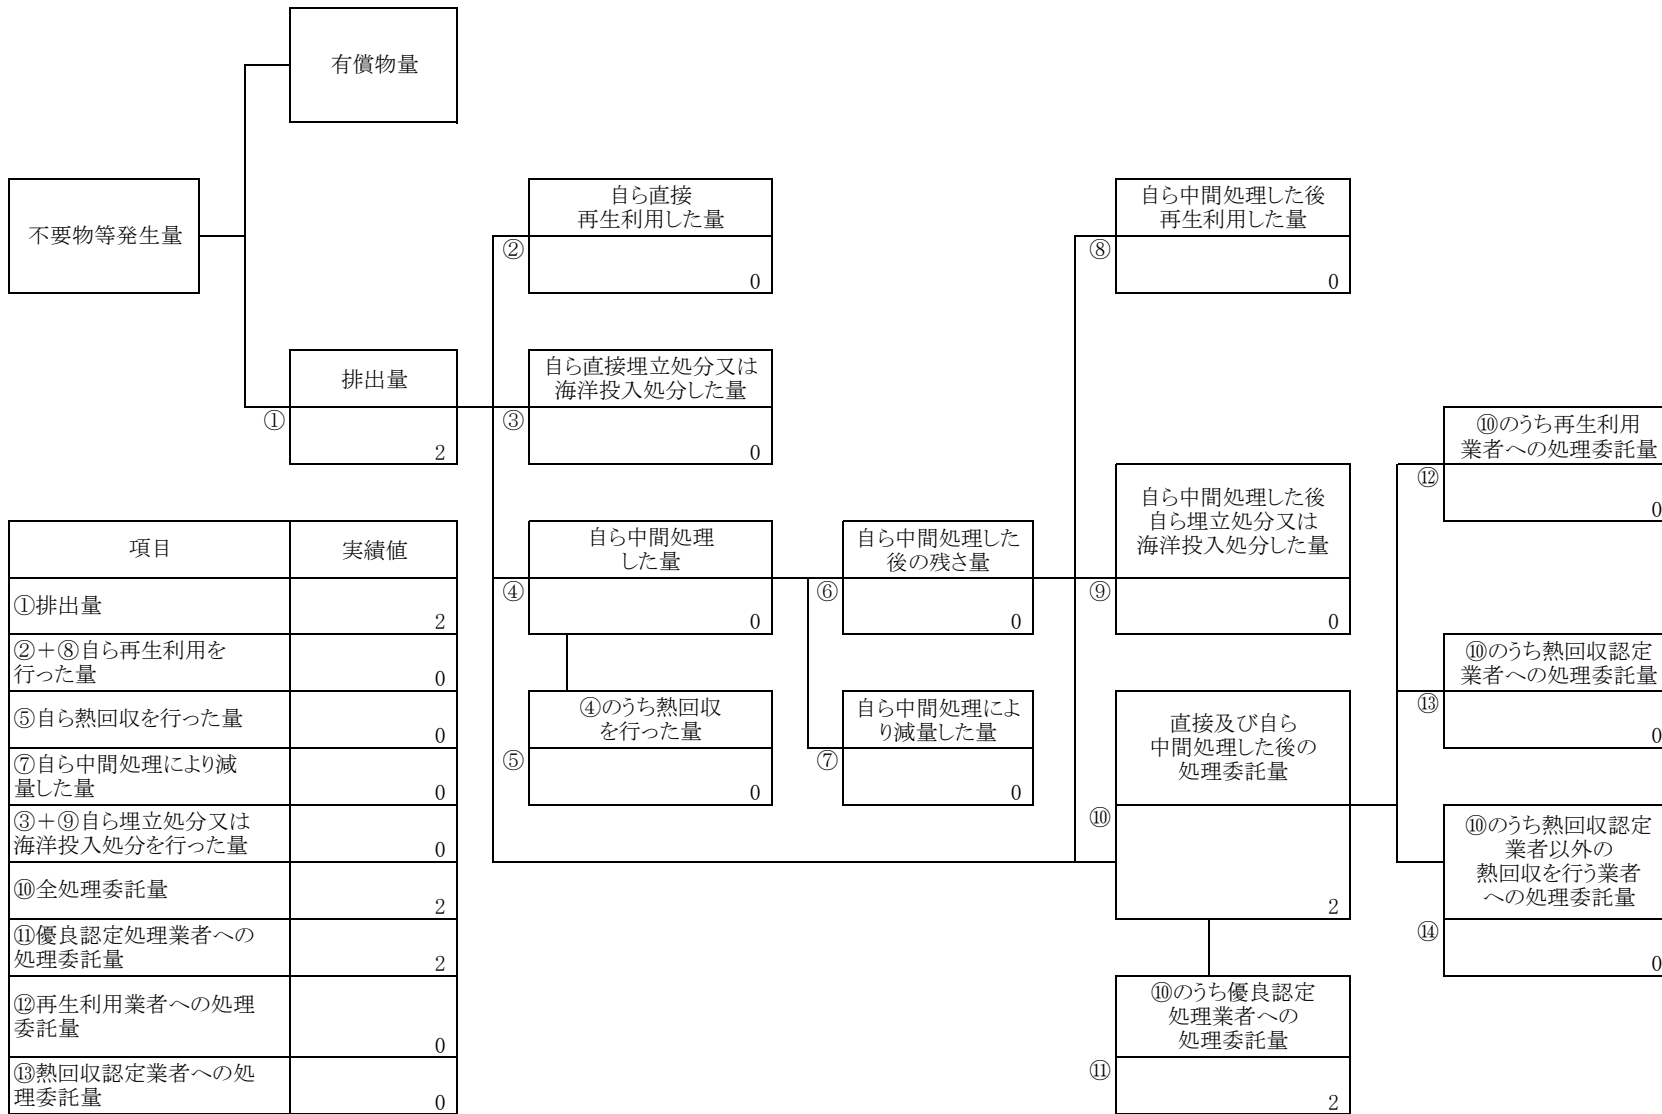 有償物量
不要物等発生量
自ら直接
再生利用した量
②
0
自ら中間処理した後
再生利用した量
⑧
0
排出量
①
2
自ら直接埋立処分又は
海洋投入処分した量
③
0
⑩のうち再生利用
業者への処理委託量
⑫
0
自ら中間処理した後
自ら埋立処分又は
海洋投入処分した量
⑨
0
自ら中間処理
した量
④
0
自ら中間処理した
後の残さ量
⑥
0
⑩のうち熱回収認定
業者への処理委託量
⑬
0
④のうち熱回収
を行った量
⑤
0
自ら中間処理によ
り減量した量
⑦
0
直接及び自ら
中間処理した後の
処理委託量
⑩
2
⑩のうち熱回収認定
業者以外の
熱回収を行う業者
への処理委託量
⑭
0
⑩のうち優良認定
処理業者への
処理委託量
⑪
2
項目 実績値
①排出量 2
②+⑧自ら再生利用を
行った量 0
⑤自ら熱回収を行った量 0
⑦自ら中間処理により減
量した量 0
③+⑨自ら埋立処分又は
海洋投入処分を行った量 0
⑩全処理委託量 2
⑪優良認定処理業者への
処理委託量 2
⑫再生利用業者への処理
委託量 0
⑬熱回収認定業者への処
理委託量 0